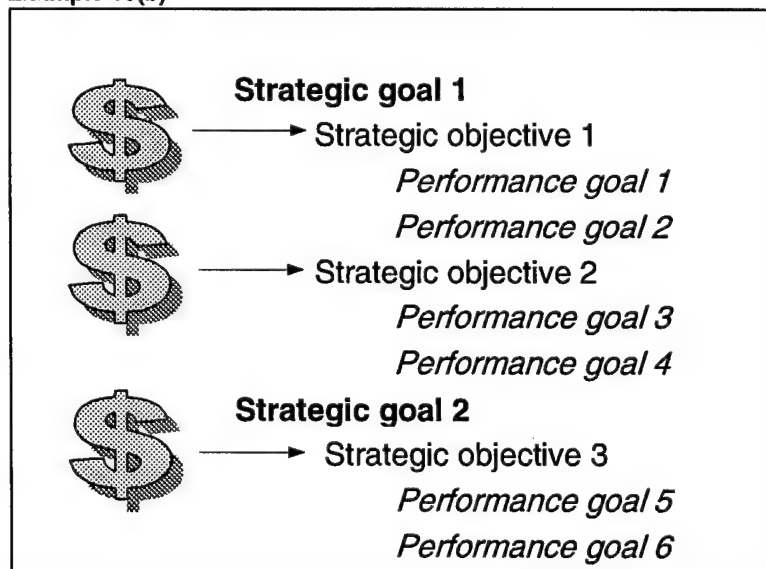 Strategic goal 1
Strategic objective 1
Performance goal 1
Performance goal 2
Strategic objective 2
Performance goal 3
Performance goal 4
Strategic goal 2
Strategic objective 3
Performance goal 5
Performance goal 6